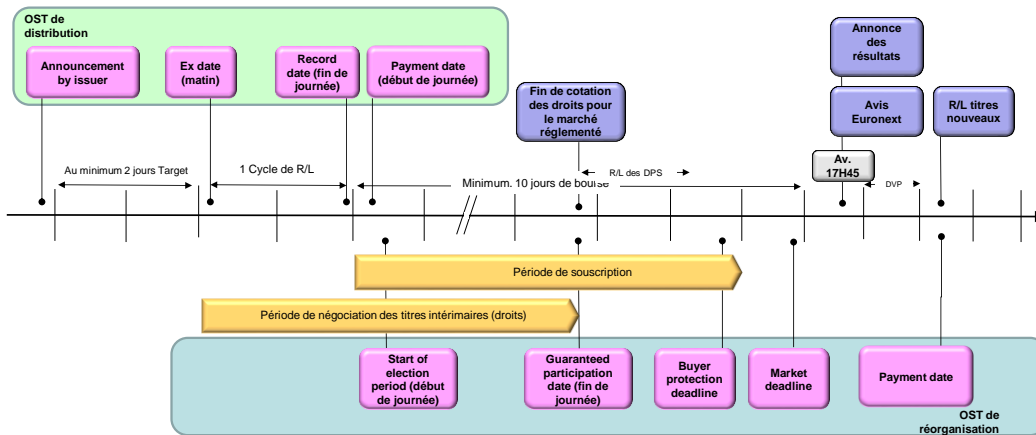 OST de
distribution
Announcement
by issuer
Ex date
(matin)
Record
date (fin de
journée)
Payment date
(début de journée)
Fin de cotation
des droits pour
le marché
réglementé
Annonce
des
résultats
Avis
Euronext
R/L titres
nouveaux
Av.
17H45
Au minimum 2 jours Target
1 Cycle de R/L
R/L des DPS
Minimum. 10 jours de bourse
DVP
Période de souscription
Période de négociation des titres intérimaires (droits)
Start of
election
period (début
de journée)
Guaranteed
participation
date (fin de
journée)
Buyer
protection
deadline
Market
deadline
Payment date
OST de
réorganisation